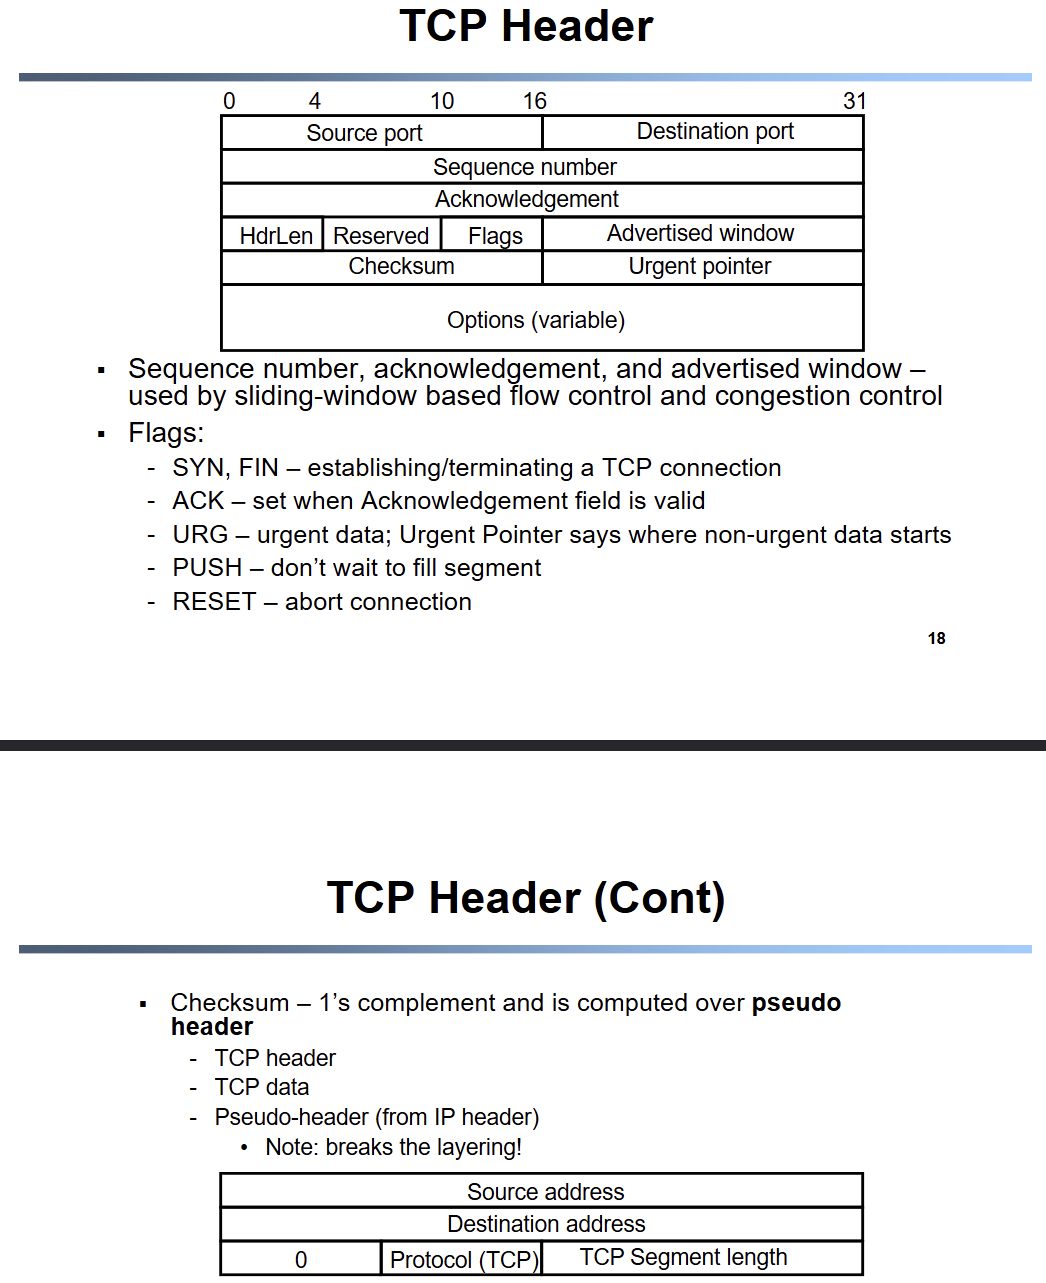 TCP Header
0 4 10 16 31
Source port Destination port
Sequence number
Acknowledgement
HdrLen Reserved Flags Advertised window
Checksum Urgent pointer
Options (variable)
▪ Sequence number, acknowledgement, and advertised window –
used by sliding-window based flow control and congestion control
▪ Flags:
- SYN, FIN – establishing/terminating a TCP connection
- ACK – set when Acknowledgement field is valid
- URG – urgent data; Urgent Pointer says where non-urgent data starts
- PUSH – don’t wait to fill segment
- RESET – abort connection
18
TCP Header (Cont)
▪ Checksum – 1’s complement and is computed over pseudo
header
- TCP header
- TCP data
- Pseudo-header (from IP header)
• Note: breaks the layering!
Source address
Destination address
0 Protocol (TCP) TCP Segment length